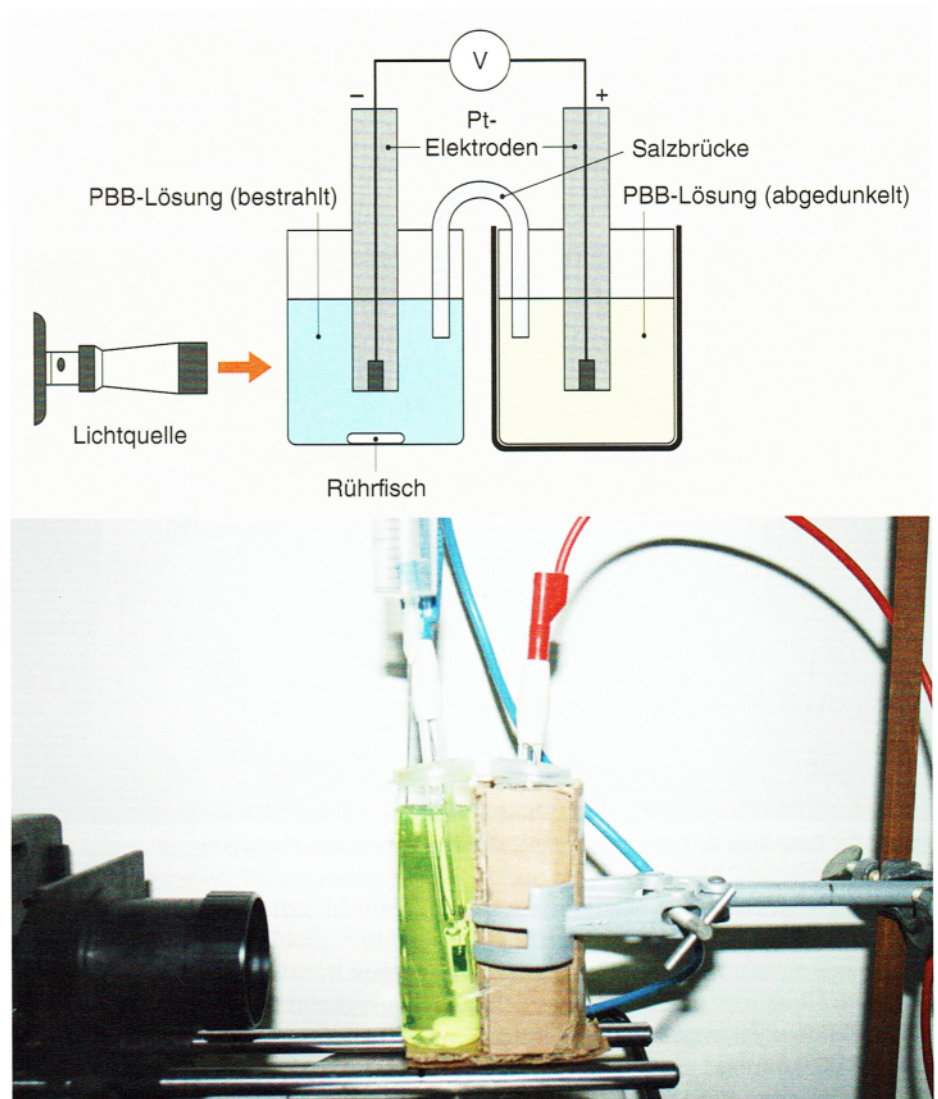 V
– +
Pt-
Elektroden
Salzbrücke
PBB-Lösung (bestrahlt)
PBB-Lösung (abgedunkelt)
Lichtquelle
Rührfisch